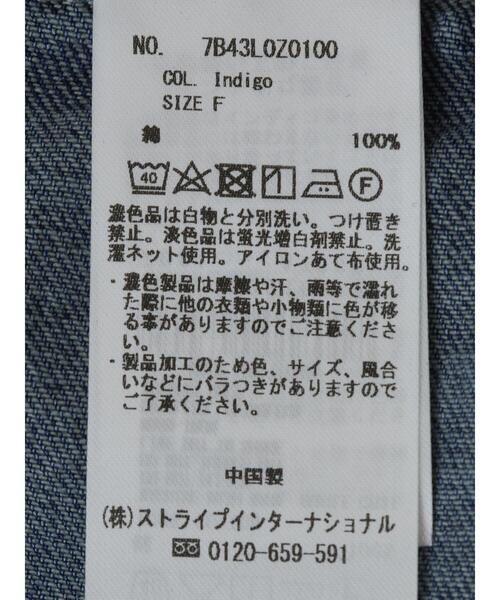 NO. 7B43L0Z0100
COL. Indigo
SIZE F
綿 100%
40 F
濃色品は白物と分別洗い。つけ置き
禁止。淡色品は蛍光増白剤禁止。洗
濯ネット使用。アイロンあて布使用。
・濃色製品は摩擦や汗、雨等で濡れ
た際に他の衣類や小物類に色が移
る事がありますのでご注意くださ
い。
・製品加工のため色、サイズ、風合
いなどにバラつきがありますので
ご了承ください。
中国製
(株)ストライプインターナショナル
0120-659-591